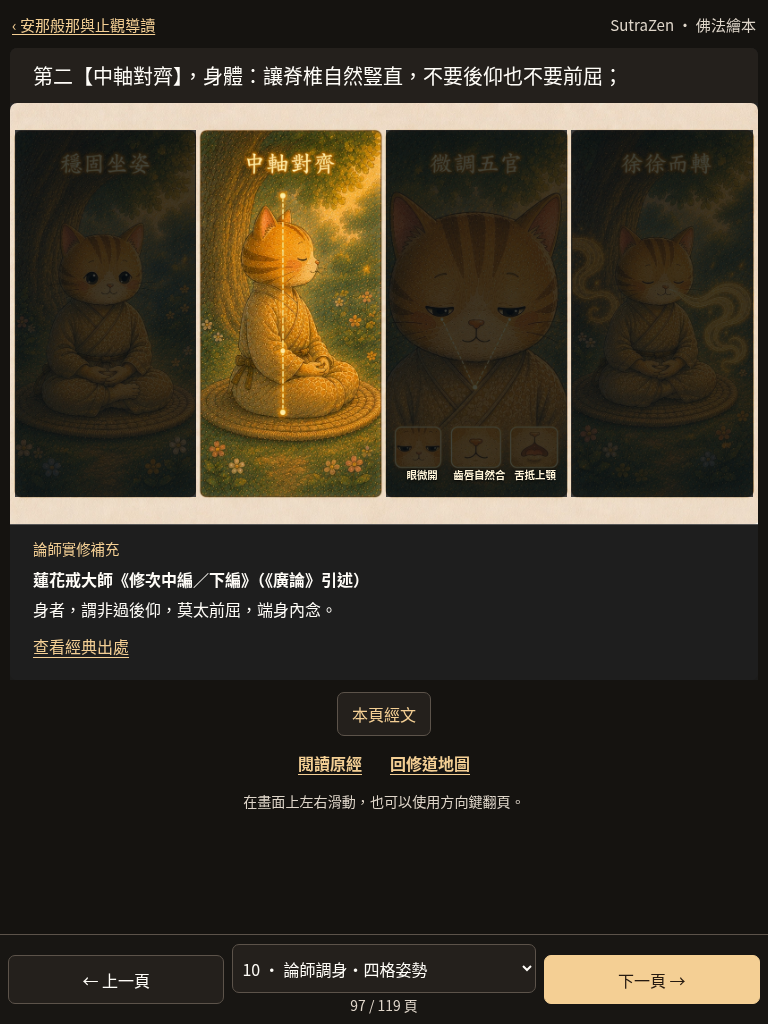 ‹ 安那般那與止觀導讀
SutraZen · 佛法繪本
第二【中軸對齊】，身體：讓脊椎自然豎直，不要後仰也不要前屈；
穩固坐姿
中軸對齊
微調五官
徐徐而轉
眼微開
齒唇自然合
舌抵上顎
論師實修補充
蓮花戒大師《修次中編／下編》（《廣論》引述）
身者，謂非過後仰，莫太前屈，端身內念。
查看經典出處
本頁經文
閱讀原經
回修道地圖
在畫面上左右滑動，也可以使用方向鍵翻頁。
← 上一頁
10 · 論師調身·四格姿勢
97 / 119 頁
下一頁 →